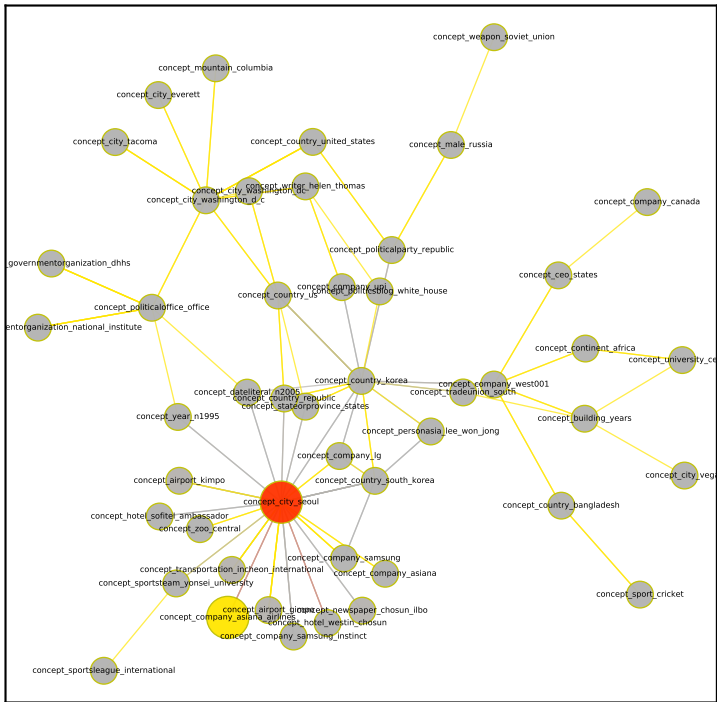 concept_weapon_soviet_union
concept_mountain_columbia
concept_city_everett
concept_city_tacoma
concept_country_united_states
concept_male_russia
concept_city_washington_dc
concept_writer_helen_thomas
concept_city_washington_d_c
concept_company_canada
concept_politicalparty_republic
_governmentorganization_dhhs
concept_ceo_states
concept_country_us
concept_company_upi
concept_politicsblog_white_house
concept_politicaloffice_office
entorganization_national_institute
concept_continent_africa
concept_university_ce
concept_country_korea
concept_company_west001
concept_dateliteral_n2005
concept_country_republic
concept_tradeunion_south
concept_stateorprovince_states
concept_year_n1995
concept_building_years
concept_personasia_lee_won_jong
concept_company_lg
concept_airport_kimpo
concept_country_south_korea
concept_city_vega
concept_city_seoul
concept_country_bangladesh
concept_hotel_sofitel_ambassador
concept_zoo_central
concept_company_samsung
concept_transportation_incheon_international
concept_company_asiana
concept_sportsteam_yonsei_university
concept_sport_cricket
concept_airport_gimpo
concept_newspaper_chosun_ilbo
concept_company_asiana_airlines
concept_hotel_westin_chosun
concept_company_samsung_instinct
concept_sportsleague_international